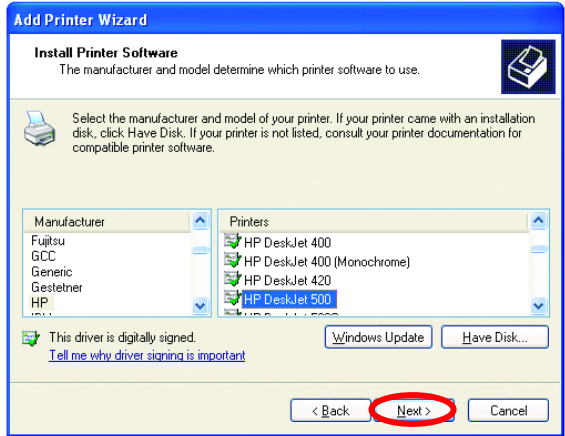 Add Printer Wizard
Install Printer Software
The manufacturer and model determine which printer software to use.
Select the manufacturer and model of your printer. If your printer came with an installation
disk, click Have Disk. If your printer is not listed, consult your printer documentation for
compatible printer software.
Manufacturer
Fujitsu
GCC
Generic
Gestetner
HP
Printers
HP DeskJet 400
HP DeskJet 400 (Monochrome)
HP DeskJet 420
HP DeskJet 500
This driver is digitally signed.
Tell me why driver signing is important
Windows Update
Have Disk...
< Back
Next >
Cancel